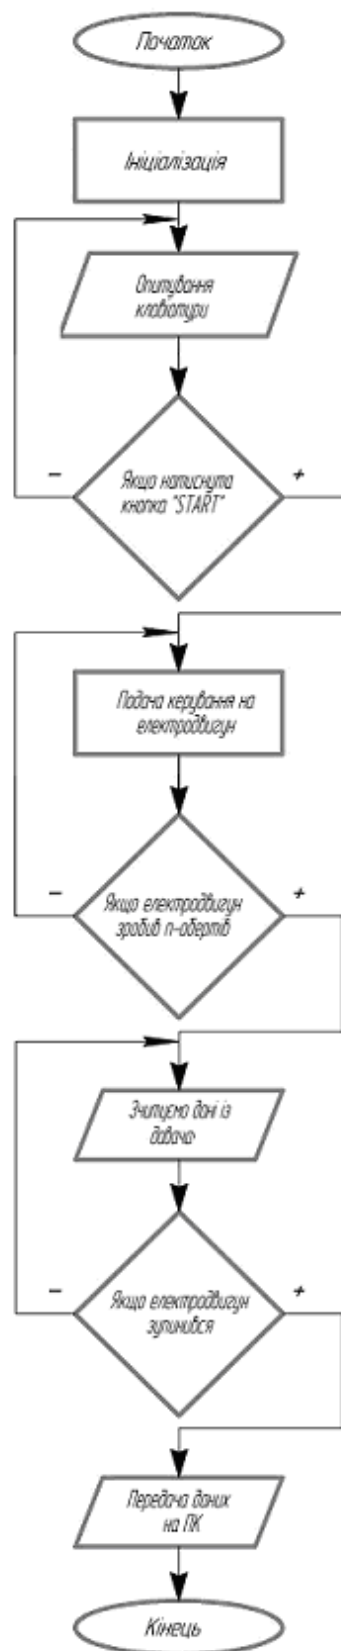 Початок
Ініціалізація
Опитування
клавіатури
Якщо натиснута
кнопка "START"
–
+
Подача керування на
електродвигун
Якщо електродвигун
зробив n-обертів
–
+
Зчитуємо дані із
давача
Якщо електродвигун
зупинився
–
+
Передача даних
на ПК
Кінець